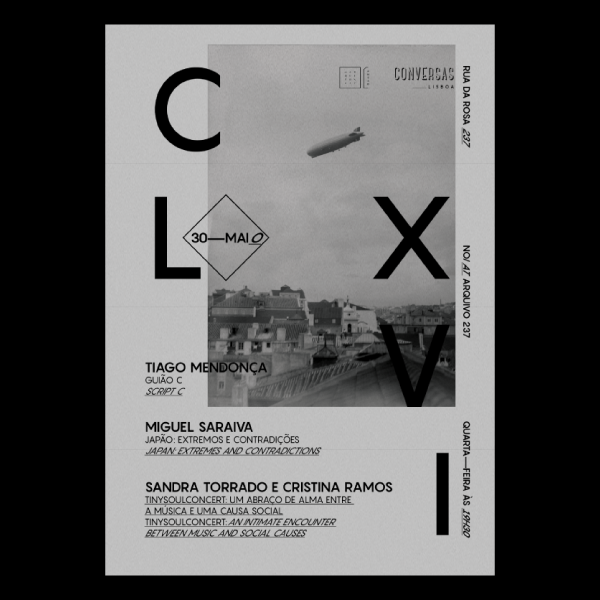 CONVERSAS
LISBOA
C
L
X
V
I
30—MAIO
RUA DA ROSA 237
NO/AT ARQUIVO 237
QUARTA—FEIRA ÀS 19H30
TIAGO MENDONÇA
GUIÃO C
SCRIPT C
MIGUEL SARAIVA
JAPÃO: EXTREMOS E CONTRADIÇÕES
JAPAN: EXTREMES AND CONTRADICTIONS
SANDRA TORRADO E CRISTINA RAMOS
TINYSOULCONCERT: UM ABRAÇO DE ALMA ENTRE
A MÚSICA E UMA CAUSA SOCIAL
TINYSOULCONCERT: AN INTIMATE ENCOUNTER
BETWEEN MUSIC AND SOCIAL CAUSES